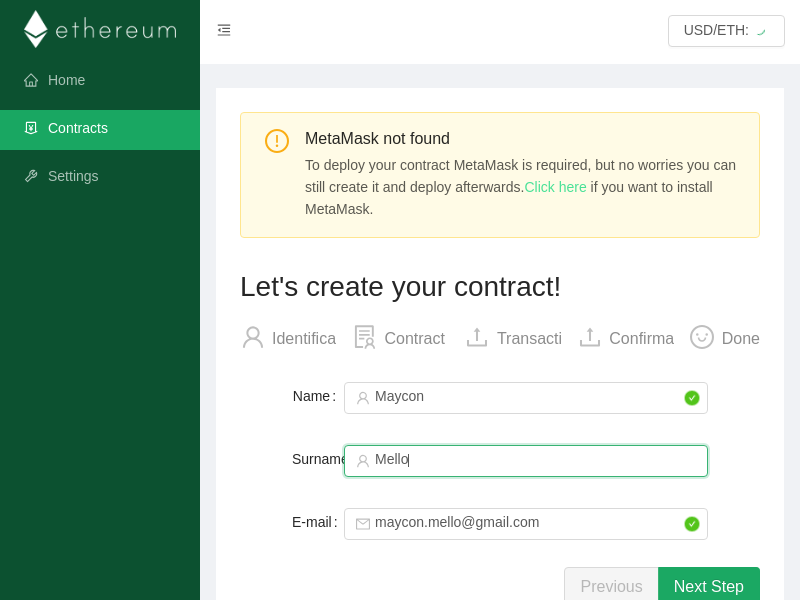 ethereum
USD/ETH:
Home
Contracts
Settings
MetaMask not found
To deploy your contract MetaMask is required, but no worries you can
still create it and deploy afterwards.Click here if you want to install
MetaMask.
Let's create your contract!
Identifica
Contract
Transacti
Confirma
Done
Name:
Maycon
Surname
Mello
E-mail:
maycon.mello@gmail.com
Previous
Next Step